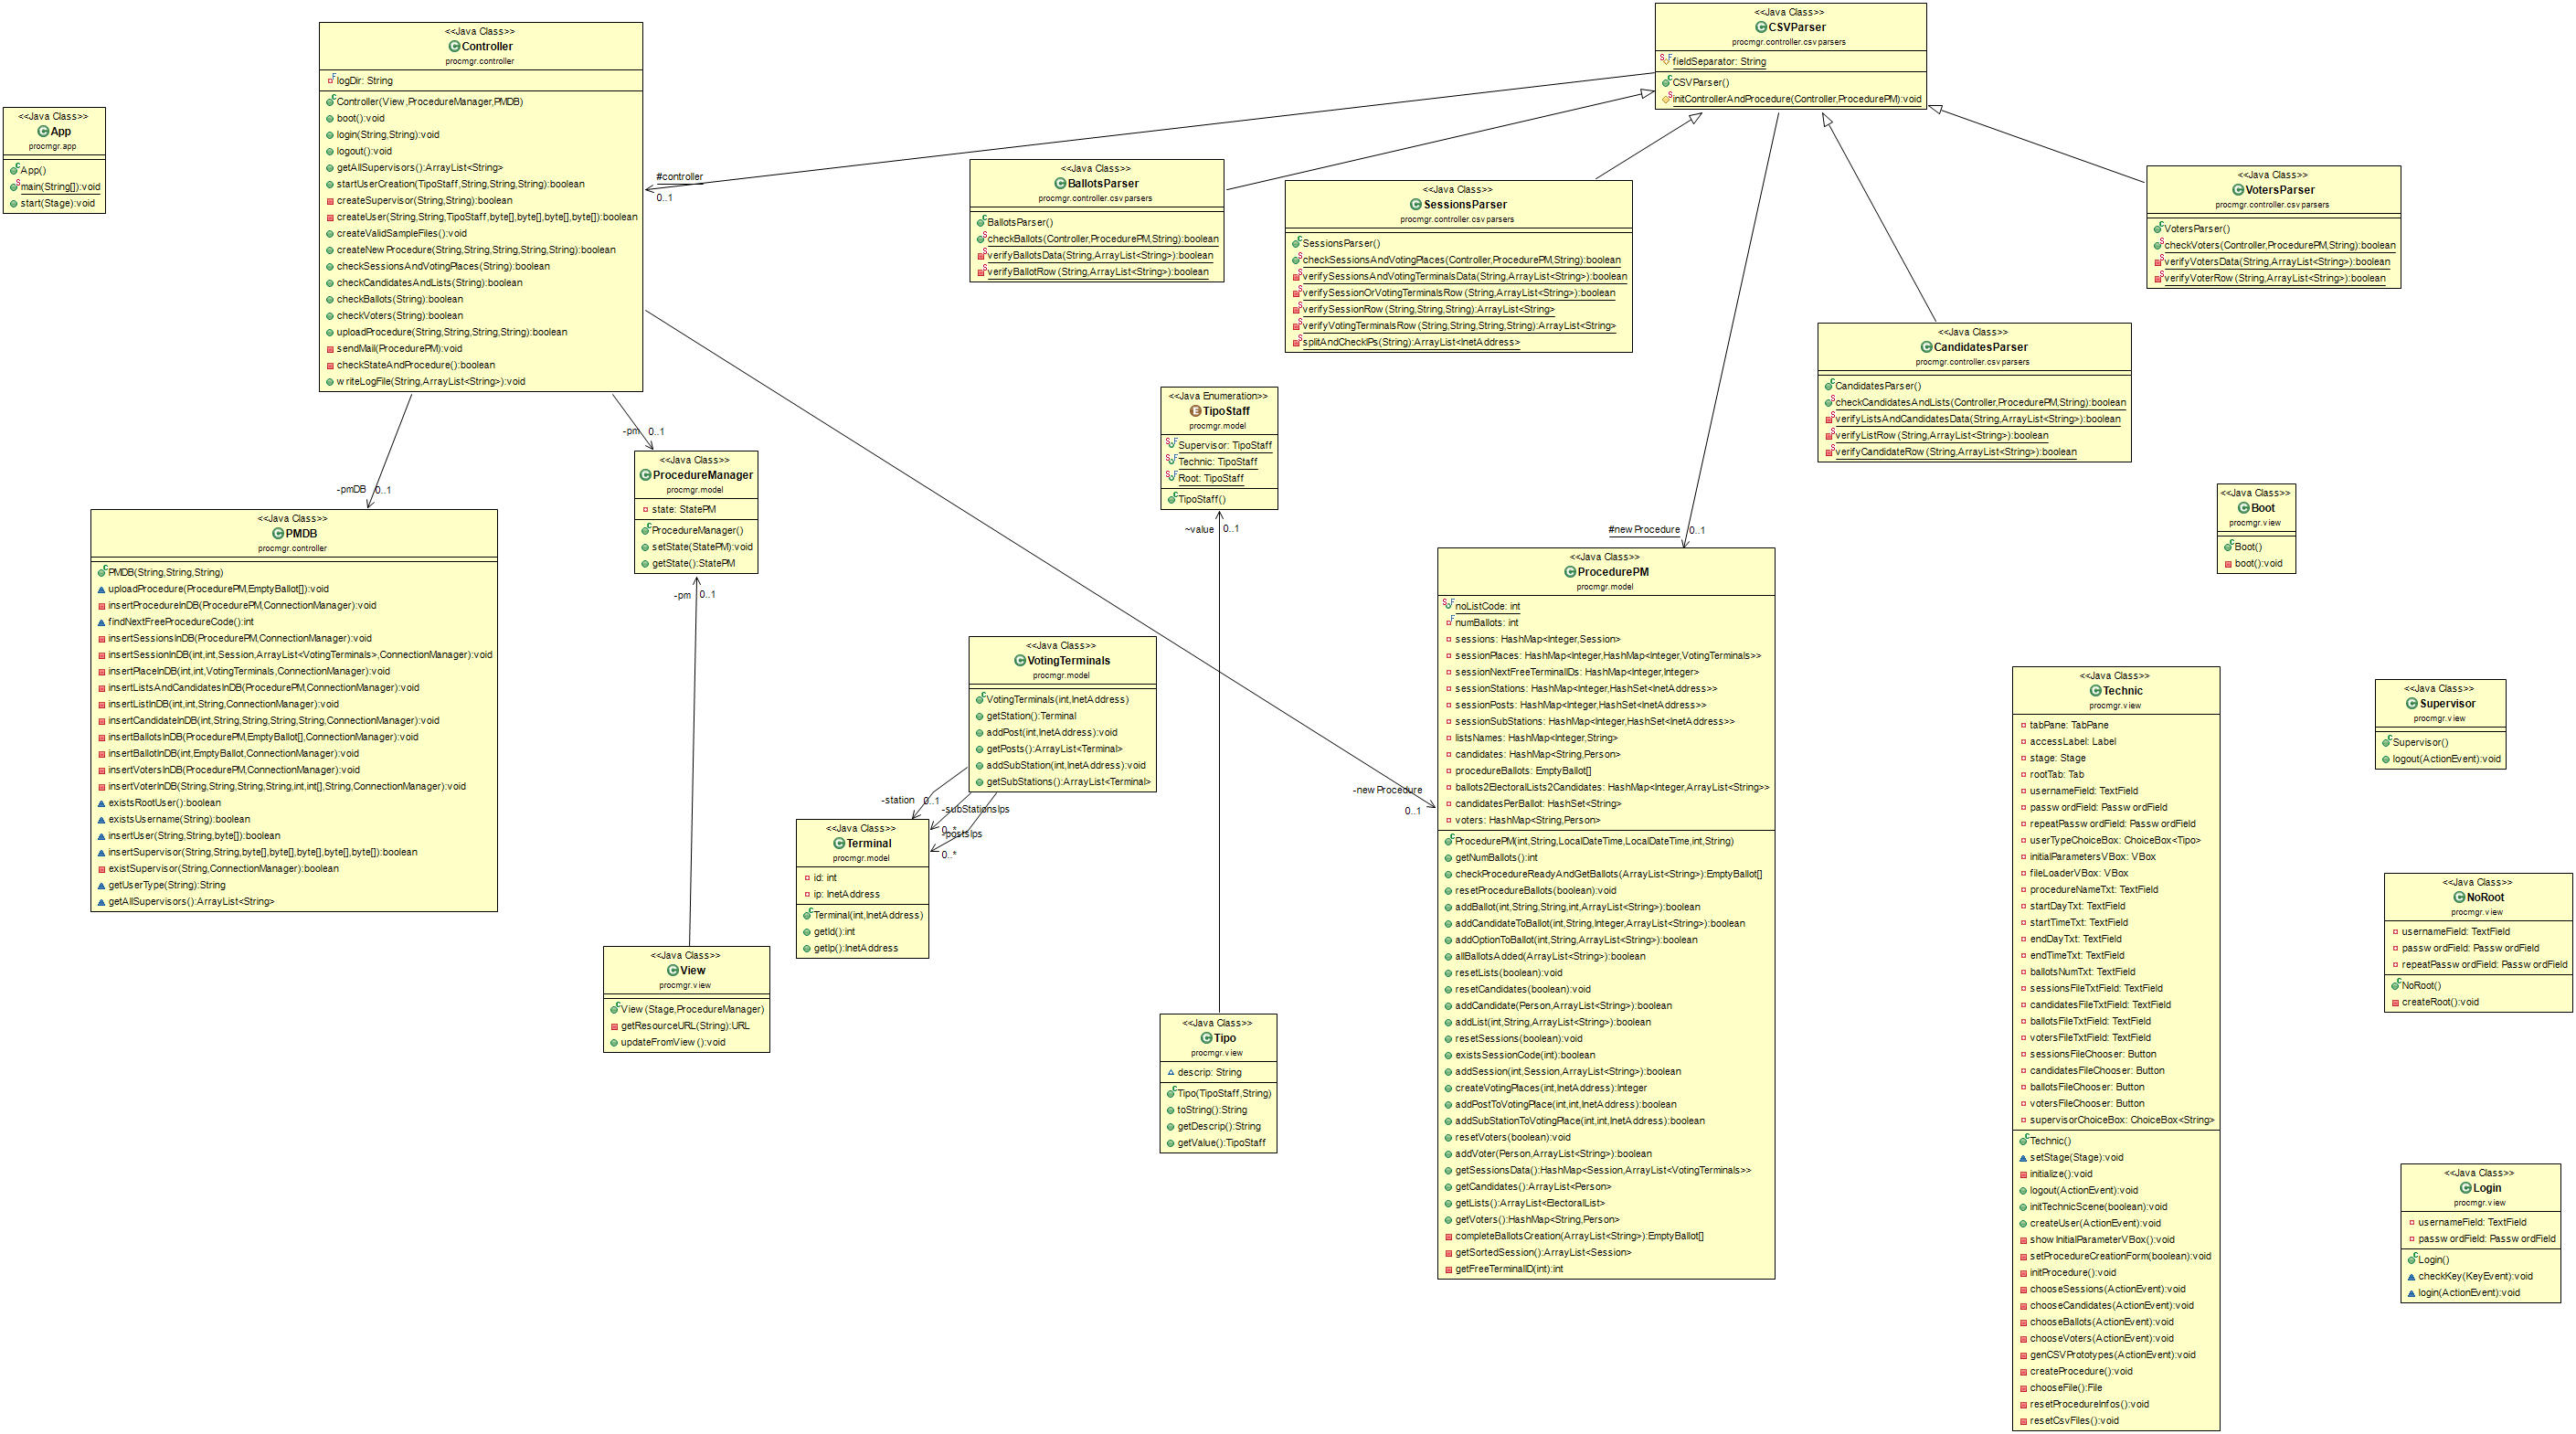 <<Java Class>>
App
procmgr.app
App()
main(String[]):void
start(Stage):void
<<Java Class>>
Controller
procmgr.controller
logDir: String
Controller(View,ProcedureManager,PMDB)
boot():void
login(String,String):void
logout():void
getAllSupervisors():ArrayList<String>
startUserCreation(TipoStaff,String,String,String):boolean
createSupervisor(String,String):boolean
createUser(String,String,TipoStaff,byte[],byte[],byte[],byte[]):boolean
createValidSampleFiles():void
createNewProcedure(String,String,String,String,String):boolean
checkSessionsAndVotingPlaces(String):boolean
checkCandidatesAndLists(String):boolean
checkBallots(String):boolean
checkVoters(String):boolean
uploadProcedure(String,String,String,String):boolean
sendMail(ProcedurePM):void
checkStateAndProcedure():boolean
writeLogFile(String,ArrayList<String>):void
<<Java Class>>
CSVParser
procmgr.controller.csvparsers
fieldSeparator: String
CSVParser()
initControllerAndProcedure(Controller,ProcedurePM):void
#controller
0..1
<<Java Class>>
BallotsParser
procmgr.controller.csvparsers
BallotsParser()
checkBallots(Controller,ProcedurePM,String):boolean
verifyBallotsData(String,ArrayList<String>):boolean
verifyBallotRow(String,ArrayList<String>):boolean
<<Java Class>>
SessionsParser
procmgr.controller.csvparsers
SessionsParser()
checkSessionsAndVotingPlaces(Controller,ProcedurePM,String):boolean
verifySessionsAndVotingTerminalsData(String,ArrayList<String>):boolean
verifySessionOrVotingTerminalsRow(String,ArrayList<String>):boolean
verifySessionRow(String,String,String):ArrayList<String>
verifyVotingTerminalsRow(String,String,String,String):ArrayList<String>
splitAndCheckIPs(String):ArrayList<InetAddress>
<<Java Class>>
VotersParser
procmgr.controller.csvparsers
VotersParser()
checkVoters(Controller,ProcedurePM,String):boolean
verifyVotersData(String,ArrayList<String>):boolean
verifyVoterRow(String,ArrayList<String>):boolean
<<Java Class>>
CandidatesParser
procmgr.controller.csvparsers
CandidatesParser()
checkCandidatesAndLists(Controller,ProcedurePM,String):boolean
verifyListsAndCandidatesData(String,ArrayList<String>):boolean
verifyListRow(String,ArrayList<String>):boolean
verifyCandidateRow(String,ArrayList<String>):boolean
-pmDB
0..1
-pm
0..1
<<Java Class>>
PMDB
procmgr.controller
PMDB(String,String,String)
uploadProcedure(ProcedurePM,EmptyBallot[]):void
insertProcedureInDB(ProcedurePM,ConnectionManager):void
findNextFreeProcedureCode():int
insertSessionsInDB(ProcedurePM,ConnectionManager):void
insertSessionInDB(int,int,Session,ArrayList<VotingTerminals>,ConnectionManager):void
insertPlaceInDB(int,int,VotingTerminals,ConnectionManager):void
insertListsAndCandidatesInDB(ProcedurePM,ConnectionManager):void
insertListInDB(int,int,String,ConnectionManager):void
insertCandidateInDB(int,String,String,String,String,ConnectionManager):void
insertBallotsInDB(ProcedurePM,EmptyBallot[],ConnectionManager):void
insertBallotInDB(int,EmptyBallot,ConnectionManager):void
insertVotersInDB(ProcedurePM,ConnectionManager):void
insertVoterInDB(String,String,String,String,int,int[],String,ConnectionManager):void
existsRootUser():boolean
existsUsername(String):boolean
insertUser(String,String,byte[]):boolean
insertSupervisor(String,String,byte[],byte[],byte[],byte[],byte[]):boolean
existSupervisor(String,ConnectionManager):boolean
getUserType(String):String
getAllSupervisors():ArrayList<String>
<<Java Class>>
ProcedureManager
procmgr.model
state: StatePM
ProcedureManager()
setState(StatePM):void
getState():StatePM
-pm
0..1
<<Java Class>>
View
procmgr.view
View(Stage,ProcedureManager)
getResourceURL(String):URL
updateFromView():void
<<Java Class>>
VotingTerminals
procmgr.model
VotingTerminals(int,InetAddress)
getStation():Terminal
addPost(int,InetAddress):void
getPosts():ArrayList<Terminal>
addSubStation(int,InetAddress):void
getSubStations():ArrayList<Terminal>
-station
0..1
-subStationsIps
0..*
-postsIps
0..*
<<Java Class>>
Terminal
procmgr.model
id: int
ip: InetAddress
Terminal(int,InetAddress)
getId():int
getIp():InetAddress
<<Java Enumeration>>
TipoStaff
procmgr.model
Supervisor: TipoStaff
Technic: TipoStaff
Root: TipoStaff
TipoStaff()
~value
0..1
<<Java Class>>
Tipo
procmgr.view
descrip: String
Tipo(TipoStaff,String)
toString():String
getDescrip():String
getValue():TipoStaff
#newProcedure
0..1
-newProcedure
0..1
<<Java Class>>
ProcedurePM
procmgr.model
noListCode: int
numBallots: int
sessions: HashMap<Integer,Session>
sessionPlaces: HashMap<Integer,HashMap<Integer,VotingTerminals>>
sessionNextFreeTerminalIDs: HashMap<Integer,Integer>
sessionStations: HashMap<Integer,HashSet<InetAddress>>
sessionPosts: HashMap<Integer,HashSet<InetAddress>>
sessionSubStations: HashMap<Integer,HashSet<InetAddress>>
listsNames: HashMap<Integer,String>
candidates: HashMap<String,Person>
procedureBallots: EmptyBallot[]
ballots2ElectoralLists2Candidates: HashMap<Integer,ArrayList<String>>
candidatesPerBallot: HashSet<String>
voters: HashMap<String,Person>
ProcedurePM(int,String,LocalDateTime,LocalDateTime,int,String)
getNumBallots():int
checkProcedureReadyAndGetBallots(ArrayList<String>):EmptyBallot[]
resetProcedureBallots(boolean):void
addBallot(int,String,String,int,ArrayList<String>):boolean
addCandidateToBallot(int,String,Integer,ArrayList<String>):boolean
addOptionToBallot(int,String,ArrayList<String>):boolean
allBallotsAdded(ArrayList<String>):boolean
resetLists(boolean):void
resetCandidates(boolean):void
addCandidate(Person,ArrayList<String>):boolean
addList(int,String,ArrayList<String>):boolean
resetSessions(boolean):void
existsSessionCode(int):boolean
addSession(int,Session,ArrayList<String>):boolean
createVotingPlaces(int,InetAddress):Integer
addPostToVotingPlace(int,int,InetAddress):boolean
addSubStationToVotingPlace(int,int,InetAddress):boolean
resetVoters(boolean):void
addVoter(Person,ArrayList<String>):boolean
getSessionsData():HashMap<Session,ArrayList<VotingTerminals>>
getCandidates():ArrayList<Person>
getLists():ArrayList<ElectoralList>
getVoters():HashMap<String,Person>
completeBallotsCreation(ArrayList<String>):EmptyBallot[]
getSortedSession():ArrayList<Session>
getFreeTerminalID(int):int
<<Java Class>>
Boot
procmgr.view
Boot()
boot():void
<<Java Class>>
Technic
procmgr.view
tabPane: TabPane
accessLabel: Label
stage: Stage
rootTab: Tab
usernameField: TextField
passwordField: PasswordField
repeatPasswordField: PasswordField
userTypeChoiceBox: ChoiceBox<Tipo>
initialParametersVBox: VBox
fileLoaderVBox: VBox
procedureNameTxt: TextField
startDayTxt: TextField
startTimeTxt: TextField
endDayTxt: TextField
endTimeTxt: TextField
ballotsNumTxt: TextField
sessionsFileTxtField: TextField
candidatesFileTxtField: TextField
ballotsFileTxtField: TextField
votersFileTxtField: TextField
sessionsFileChooser: Button
candidatesFileChooser: Button
ballotsFileChooser: Button
votersFileChooser: Button
supervisorChoiceBox: ChoiceBox<String>
Technic()
setStage(Stage):void
initialize():void
logout(ActionEvent):void
initTechnicScene(boolean):void
createUser(ActionEvent):void
showInitialParameterVBox():void
setProcedureCreationForm(boolean):void
initProcedure():void
chooseSessions(ActionEvent):void
chooseCandidates(ActionEvent):void
chooseBallots(ActionEvent):void
chooseVoters(ActionEvent):void
genCSVPrototypes(ActionEvent):void
createProcedure():void
chooseFile():File
resetProcedureInfos():void
resetCsvFiles():void
<<Java Class>>
Supervisor
procmgr.view
Supervisor()
logout(ActionEvent):void
<<Java Class>>
NoRoot
procmgr.view
usernameField: TextField
passwordField: PasswordField
repeatPasswordField: PasswordField
NoRoot()
createRoot():void
<<Java Class>>
Login
procmgr.view
usernameField: TextField
passwordField: PasswordField
Login()
checkKey(KeyEvent):void
login(ActionEvent):void